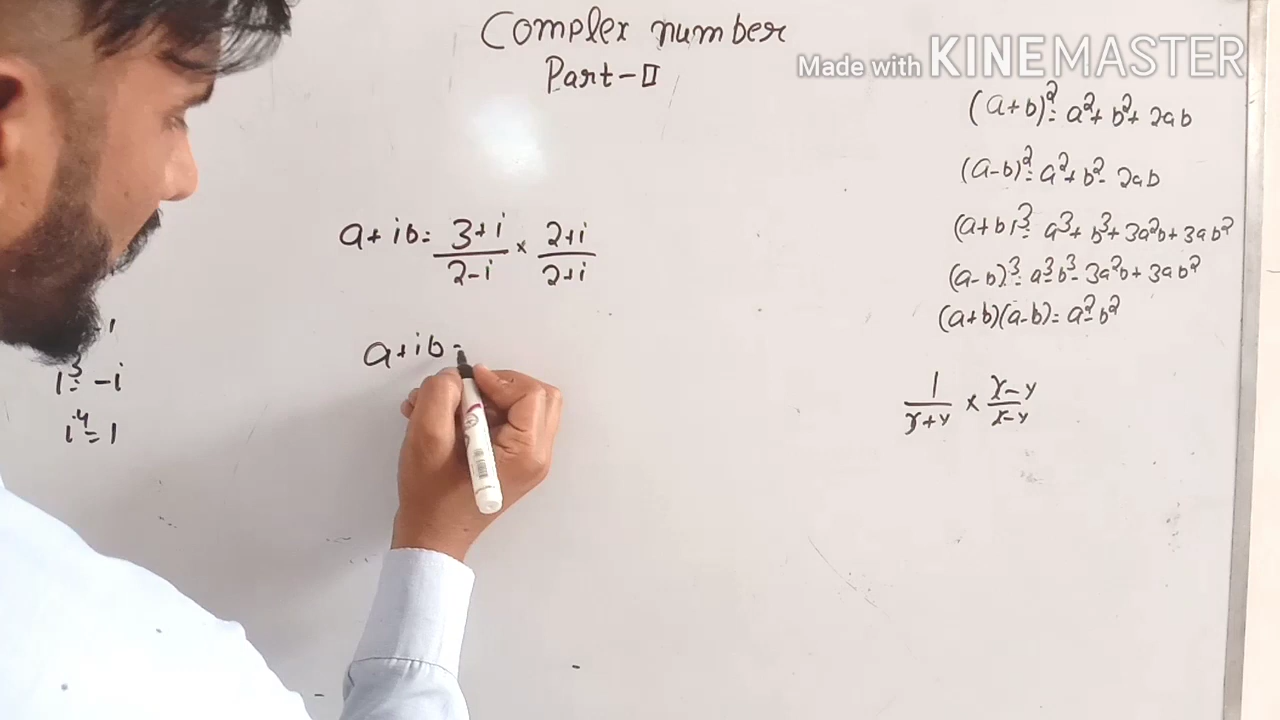 Complex number
Part-II
Made with KINEMASTER
(a+b)²= a²+ b²+ 2ab
(a-b)²= a²+ b²- 2ab
(a+b)³= a³+ b³+ 3a²b+ 3ab²
(a-b)³= a³-b³- 3a²b+ 3ab²
(a+b)(a-b)= a²-b²
1/x+y × x-y/x-y
a+ib= 3+i/2-i × 2+i/2+i
a+ib =
i³= -i
i⁴= 1